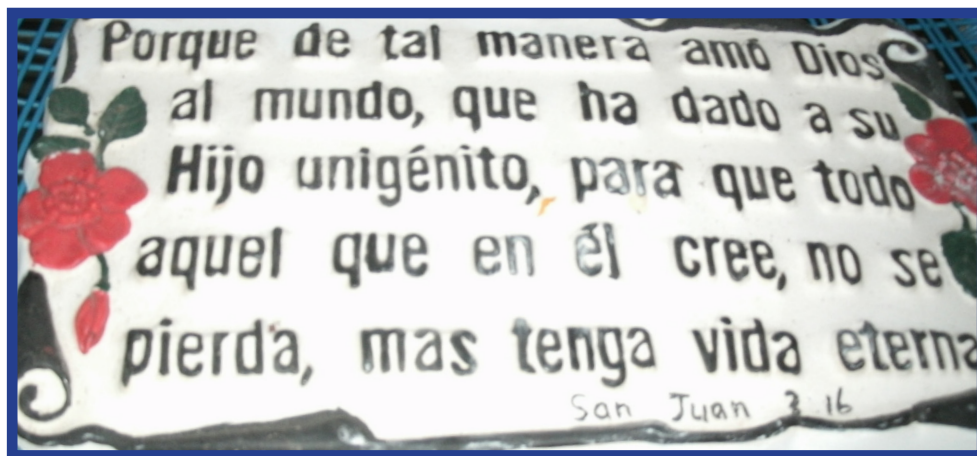 Porque de tal manera amó Dios
al mundo, que ha dado a su
Hijo unigénito, para que todo
aquel que en él cree, no se
pierda, mas tenga vida eterna
San Juan 3 16